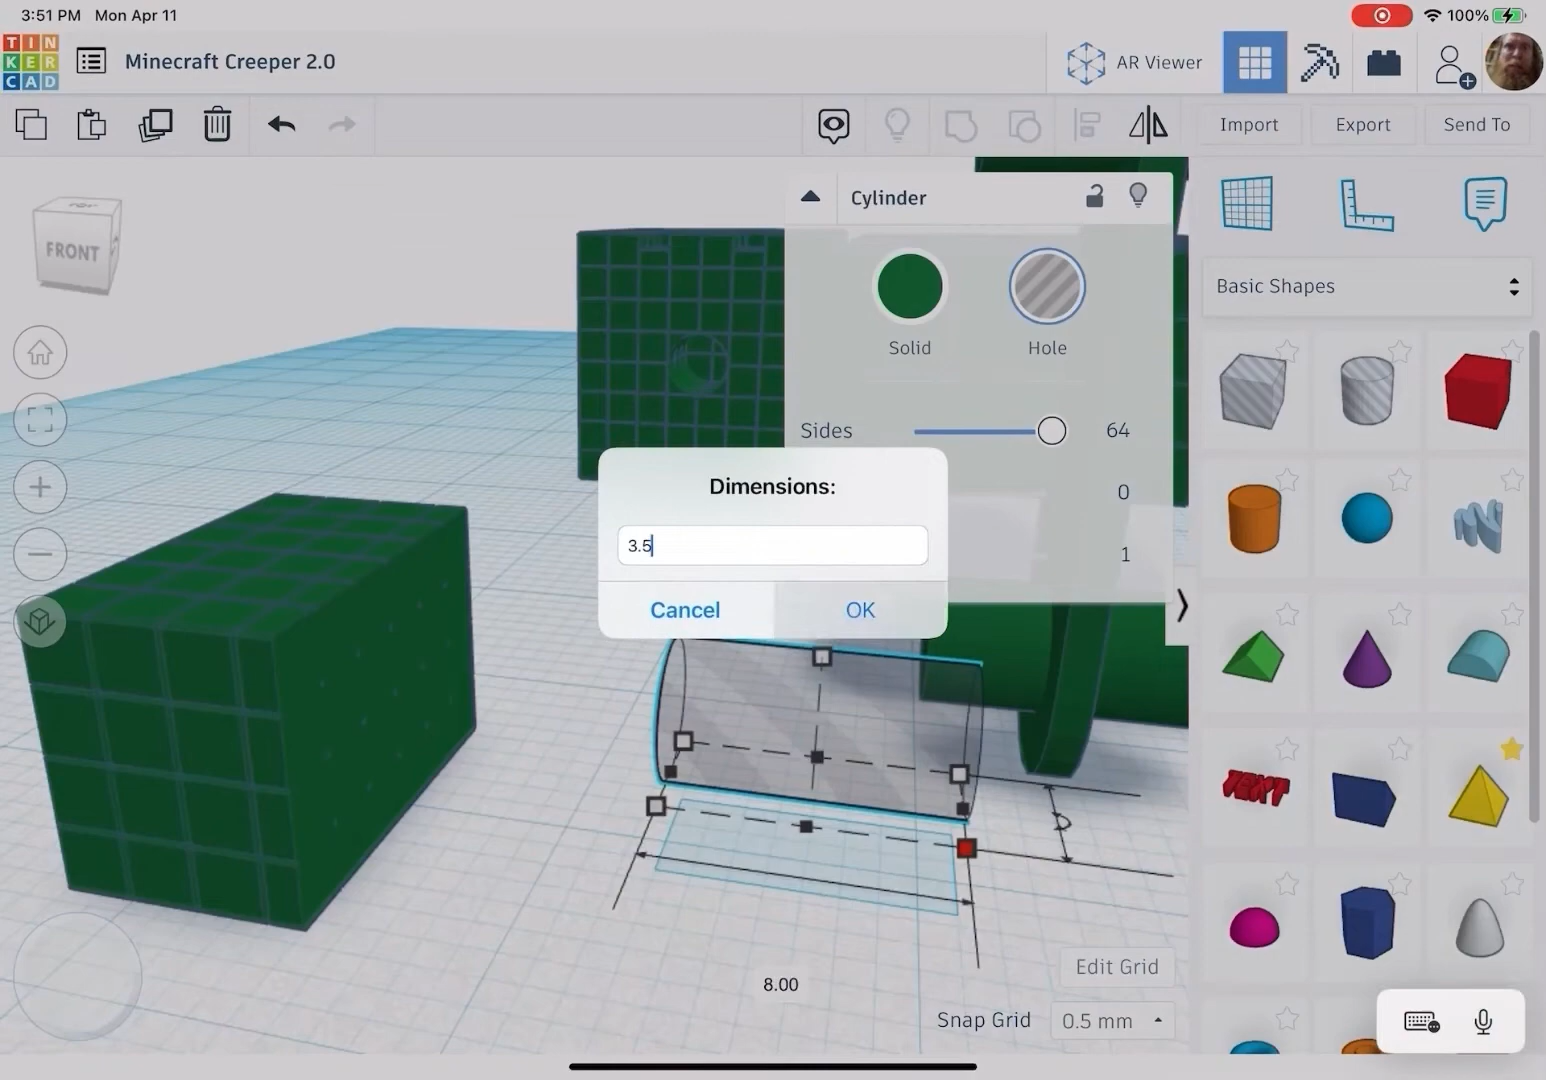 3:51 PM Mon Apr 11
100%
TIN
KER
CAD
Minecraft Creeper 2.0
AR Viewer
Import
Export
Send To
TOP
FRONT
Cylinder
Solid
Hole
Sides
64
0
1
Basic Shapes
Dimensions:
3.5
Cancel
OK
TEXT
8.00
Edit Grid
Snap Grid
0.5 mm